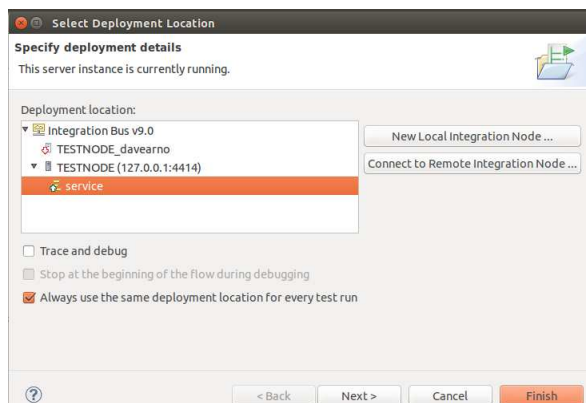 Select Deployment Location
Specify deployment details
This server instance is currently running.
Deployment location:
Integration Bus v9.0
TESTNODE_davearno
TESTNODE (127.0.0.1:4414)
service
New Local Integration Node ...
Connect to Remote Integration Node ...
Trace and debug
Stop at the beginning of the flow during debugging
Always use the same deployment location for every test run
?
< Back
Next >
Cancel
Finish